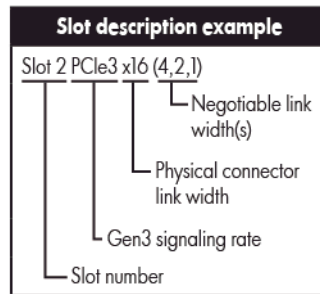 Slot description example
Slot 2 PCIe3 x16 (4,2,1)
Negotiable link
width(s)
Physical connector
link width
Gen3 signaling rate
Slot number